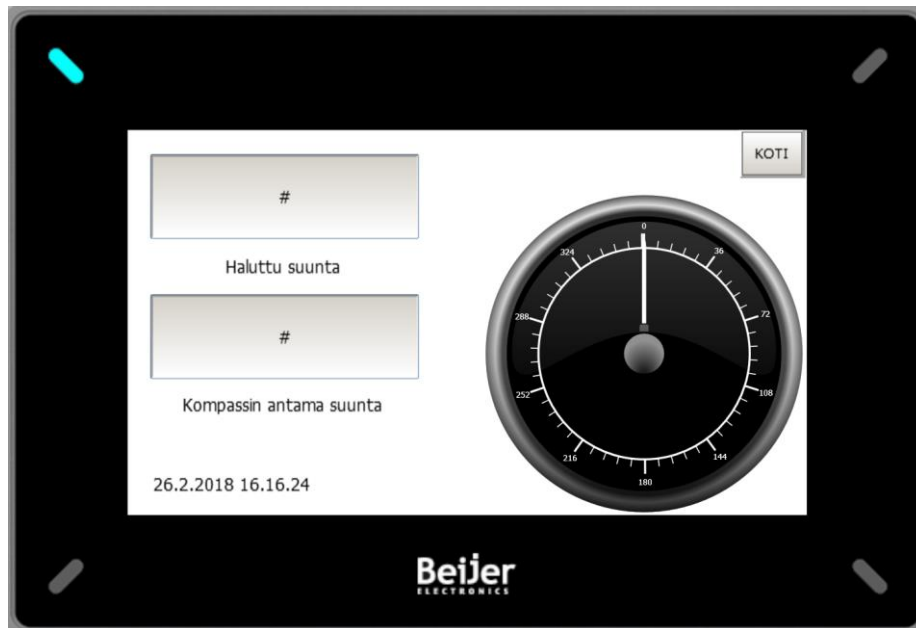 KOTI
#
Haluttu suunta
#
Kompassin antama suunta
26.2.2018 16.16.24
0
36
72
108
144
180
216
252
288
324
Beijer
ELECTRONICS